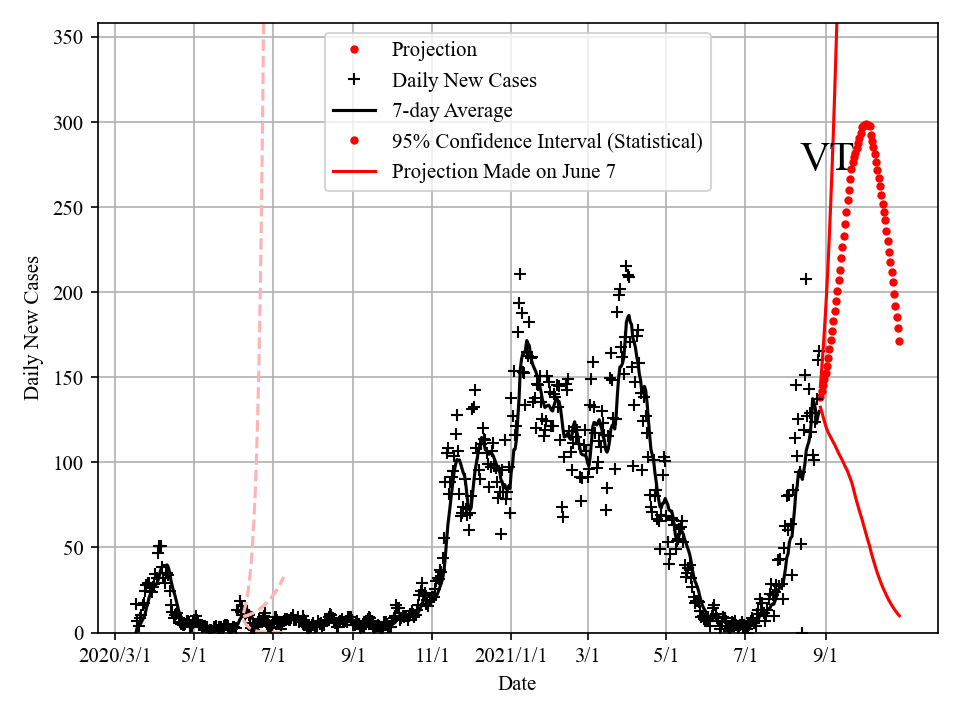 350
300
250
200
150
100
50
0
Daily New Cases
Projection
Daily New Cases
7-day Average
95% Confidence Interval (Statistical)
Projection Made on June 7
VT
2020/3/1 5/1 7/1 9/1 11/1 2021/1/1 3/1 5/1 7/1 9/1
Date